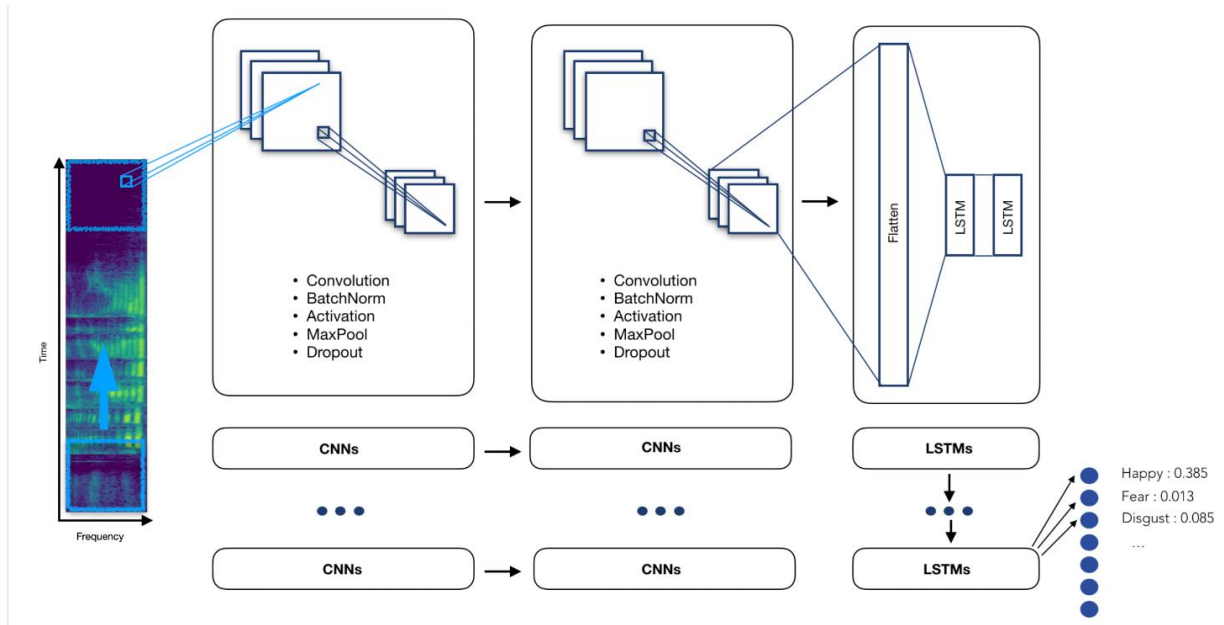 Time
Frequency
• Convolution
• BatchNorm
• Activation
• MaxPool
• Dropout
• Convolution
• BatchNorm
• Activation
• MaxPool
• Dropout
Flatten
LSTM
LSTM
CNNs
CNNs
LSTMs
CNNs
CNNs
LSTMs
Happy : 0.385
Fear : 0.013
Disgust : 0.085
...